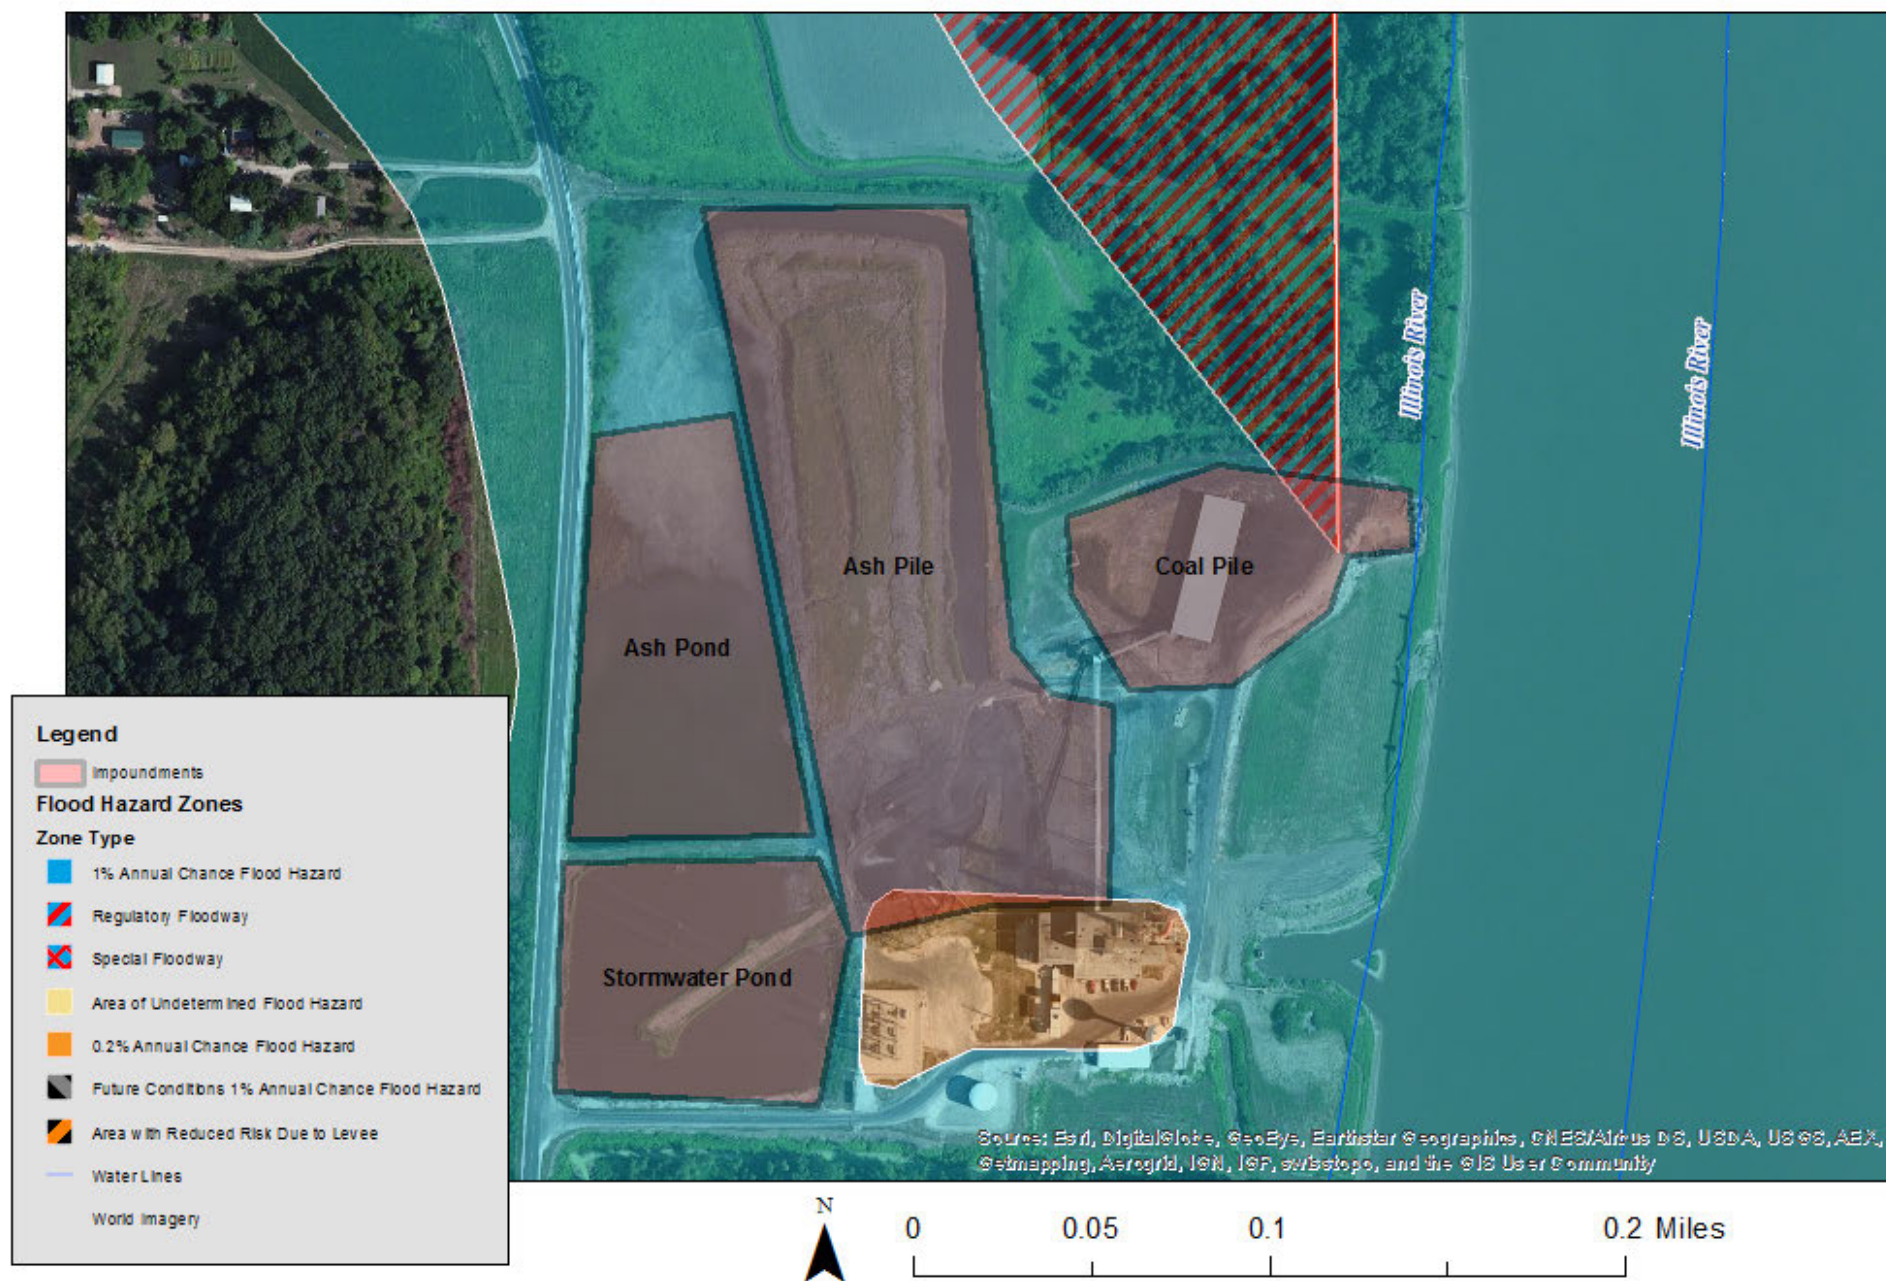 Illinois River
Illinois River
Ash Pile
Coal Pile
Ash Pond
Stormwater Pond
Legend
Impoundments
Flood Hazard Zones
Zone Type
1% Annual Chance Flood Hazard
Regulatory Floodway
Special Floodway
Area of Undetermined Flood Hazard
0.2% Annual Chance Flood Hazard
Future Conditions 1% Annual Chance Flood Hazard
Area with Reduced Risk Due to Levee
Water Lines
World Imagery
Source: Esri, DigitalGlobe, GeoEye, Earthstar Geographics, CNES/Airbus DS, USDA, USGS, AEX,
Getmapping, Aerogrid, IGN, IGP, swisstopo, and the GIS User Community
N
0 0.05 0.1 0.2 Miles